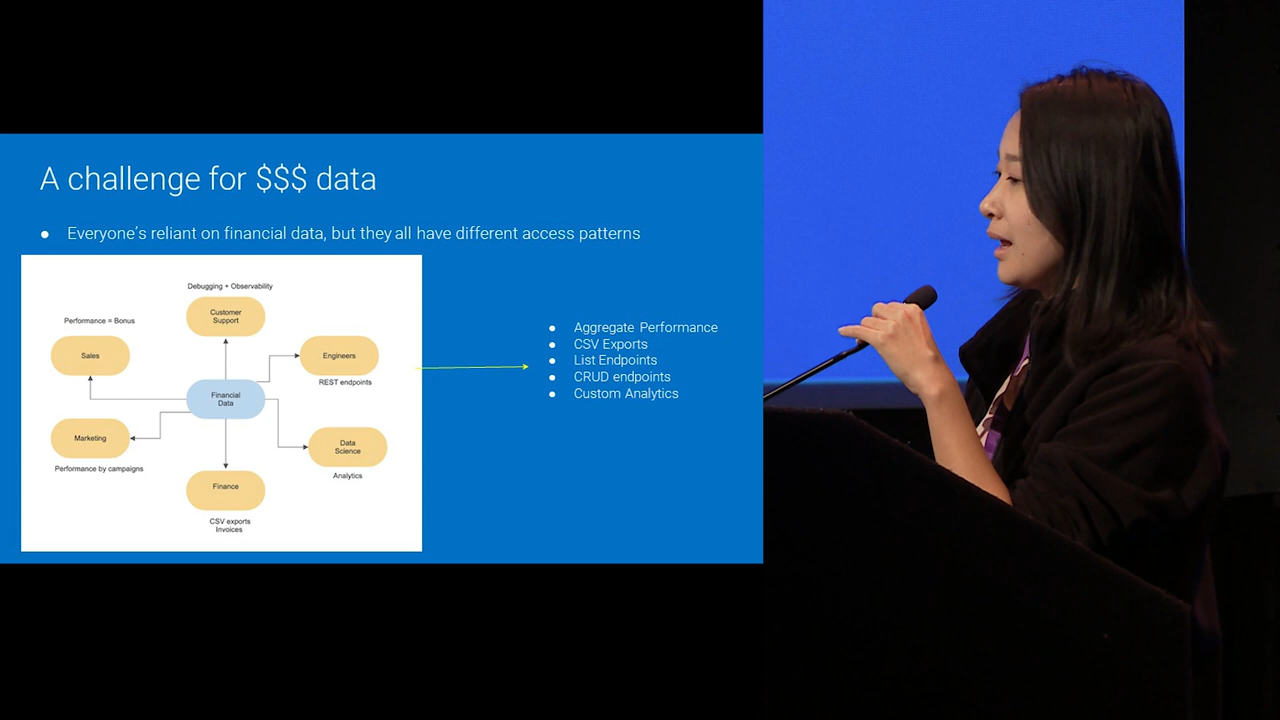 A challenge for $$$ data
● Everyone's reliant on financial data, but they all have different access patterns
Debugging + Observability
Customer
Support
Performance = Bonus
Sales
Engineers
REST endpoints
Financial
Data
Marketing
Performance by campaigns
Data
Science
Analytics
Finance
CSV exports
Invoices
● Aggregate Performance
● CSV Exports
● List Endpoints
● CRUD endpoints
● Custom Analytics